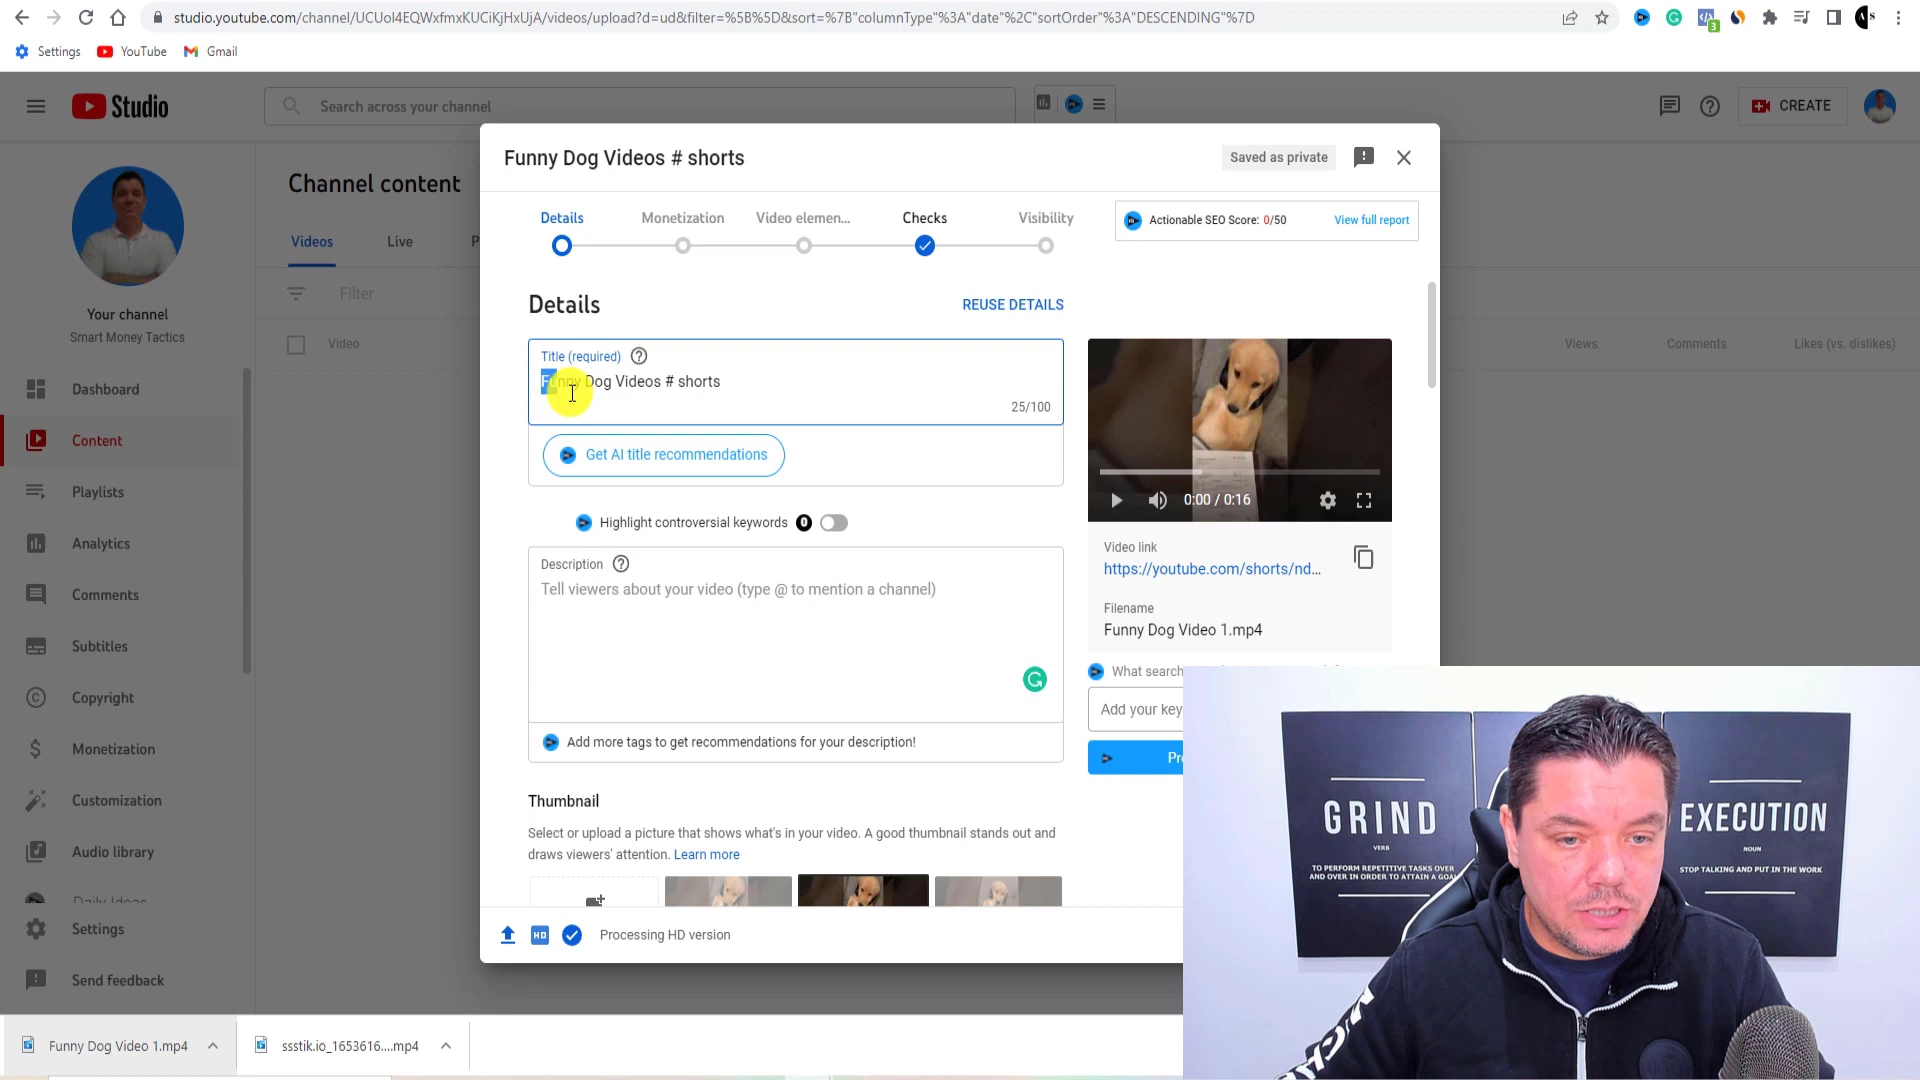 studio.youtube.com/channel/UCUol4EQWxfmxKUCiKjHxUjA/videos/upload?d=ud&filter=%5B%5D&sort=%7B"columnType"%3A"date"%2C"sortOrder"%3A"DESCENDING"%7D
3
A S
Settings
YouTube
Gmail
Studio
Search across your channel
CREATE
Your channel
Smart Money Tactics
Dashboard
Content
Playlists
Analytics
Comments
Subtitles
Copyright
Monetization
Customization
Audio library
Daily Ideas
Settings
Send feedback
Channel content
Videos
Live
P
Filter
Video
Views
Comments
Likes (vs. dislikes)
Funny Dog Videos # shorts
Saved as private
Details
Monetization
Video elemen...
Checks
Visibility
Actionable SEO Score: 0/50
View full report
Details
REUSE DETAILS
Title (required)
Funny Dog Videos # shorts
25/100
Get AI title recommendations
Highlight controversial keywords 0
Description
Tell viewers about your video (type @ to mention a channel)
Add more tags to get recommendations for your description!
Thumbnail
Select or upload a picture that shows what's in your video. A good thumbnail stands out and
draws viewers' attention. Learn more
HD
Processing HD version
0:00 / 0:16
Video link
https://youtube.com/shorts/nd...
Filename
Funny Dog Video 1.mp4
What search
Add your key
Pr
GRIND
VERB
TO PERFORM REPETITIVE TASKS OVER
AND OVER IN ORDER TO ATTAIN A GOAL
EXECUTION
NOUN
STOP TALKING AND PUT IN THE WORK
Funny Dog Video 1.mp4
ssstik.io_1653616....mp4